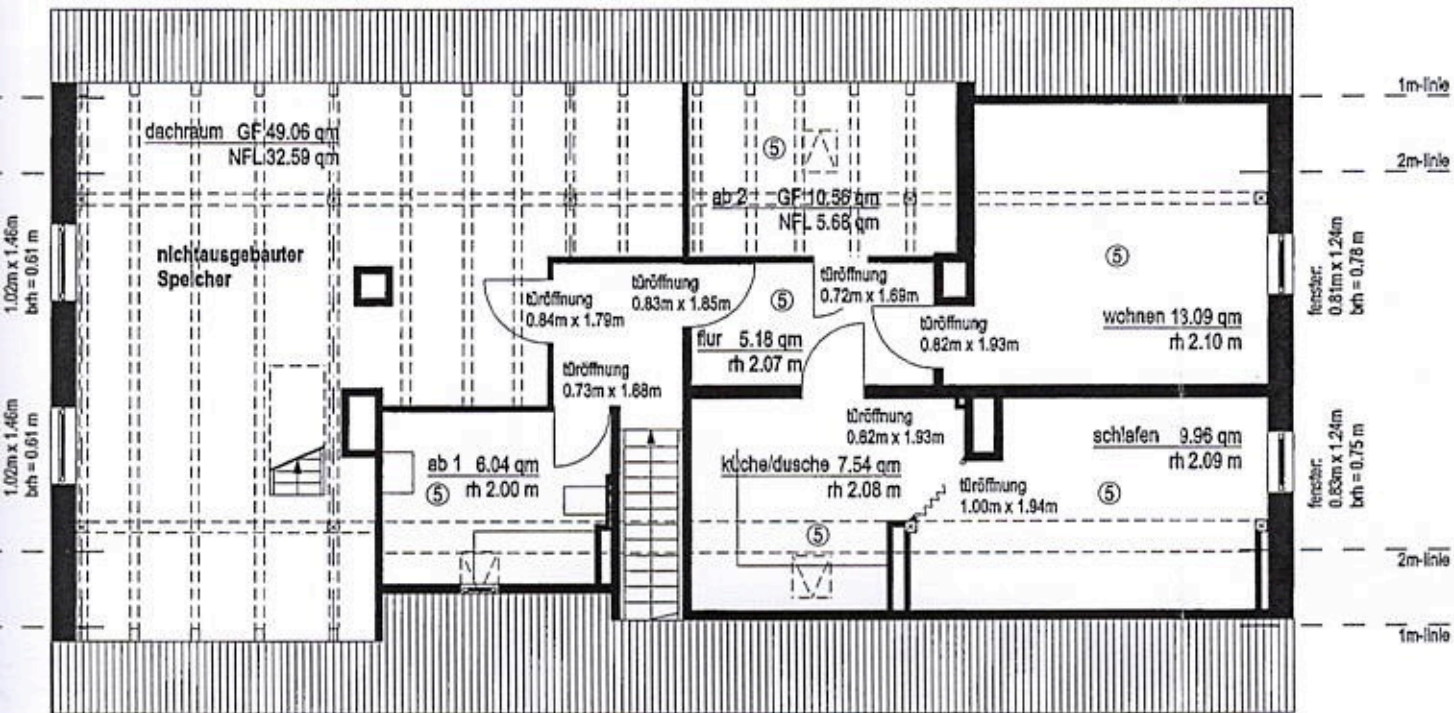 1m-linie
2m-linie
dachraum GF 49.06 qm
NFL 32.59 qm
nichtausgebauter
Speicher
1.02m x 1.46m
brh = 0.61 m
1.02m x 1.46m
brh = 0.61 m
⑤
ab 2 GF 10.56 qm
NFL 5.68 qm
türöffnung
0.84m x 1.79m
türöffnung
0.83m x 1.85m
türöffnung
0.72m x 1.69m
⑤
flur 5.18 qm
rh 2.07 m
türöffnung
0.82m x 1.93m
⑤
wohnen 13.09 qm
rh 2.10 m
fenster:
0.81m x 1.24m
brh = 0.78 m
türöffnung
0.73m x 1.88m
ab 1 6.04 qm
⑤ rh 2.00 m
türöffnung
0.82m x 1.93m
küche/dusche 7.54 qm
rh 2.08 m
⑤
türöffnung
1.00m x 1.94m
schlafen 9.96 qm
rh 2.09 m
⑤
fenster:
0.83m x 1.24m
brh = 0.75 m
2m-linie
1m-linie